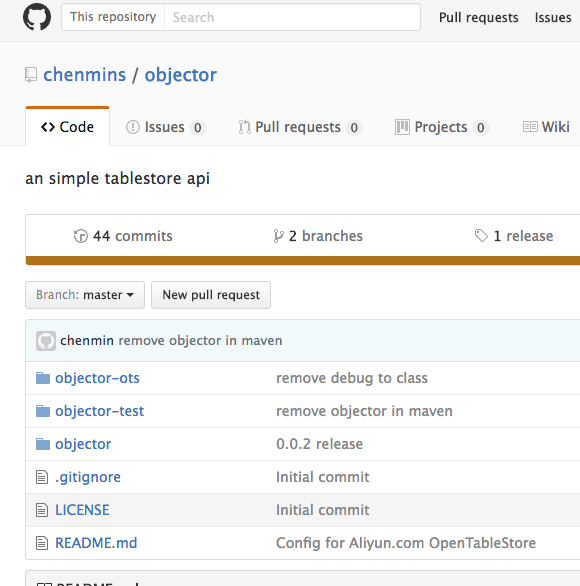 This repository Search Pull requests Issues
chenmins / objector
Code Issues 0 Pull requests 0 Projects 0 Wiki
an simple tablestore api
44 commits 2 branches 1 release
Branch: master New pull request
chenmin remove objector in maven
objector-ots remove debug to class
objector-test remove objector in maven
objector 0.0.2 release
.gitignore Initial commit
LICENSE Initial commit
README.md Config for Aliyun.com OpenTableStore
README.md